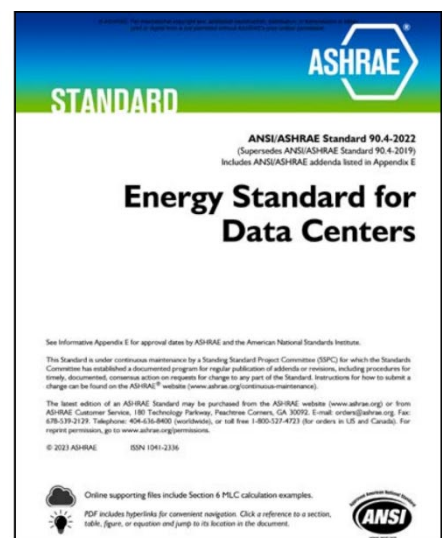 ASHRAE
STANDARD
ANSI/ASHRAE Standard 90.4-2022
(Supersedes ANSI/ASHRAE Standard 90.4-2019)
Includes ANSI/ASHRAE addenda listed in Appendix E
Energy Standard for
Data Centers
See Informative Appendix E for approval dates by ASHRAE and the American National Standards Institute.
This Standard is under continuous maintenance by a Standing Standard Project Committee (SSPC) for which the Standards
Committee has established a documented program for regular publication of addenda or revisions, including procedures for
timely, documented, consensus action on requests for change to any part of the Standard. Instructions for how to submit a
change can be found on the ASHRAE® website (www.ashrae.org/continuous-maintenance).
The latest edition of an ASHRAE Standard may be purchased from the ASHRAE website (www.ashrae.org) or from
ASHRAE Customer Service, 180 Technology Parkway, Peachtree Corners, GA 30092. E-mail: orders@ashrae.org. Fax:
678-539-2129. Telephone: 404-636-8400 (worldwide), or toll free 1-800-527-4723 (for orders in US and Canada). For
reprint permission, go to www.ashrae.org/permissions.
© 2023 ASHRAE ISSN 1041-2336
Online supporting files include Section 6 MLC calculation examples.
PDF includes hyperlinks for convenient navigation. Click a reference to a section,
table, figure, or equation and jump to its location in the document.
ANSI